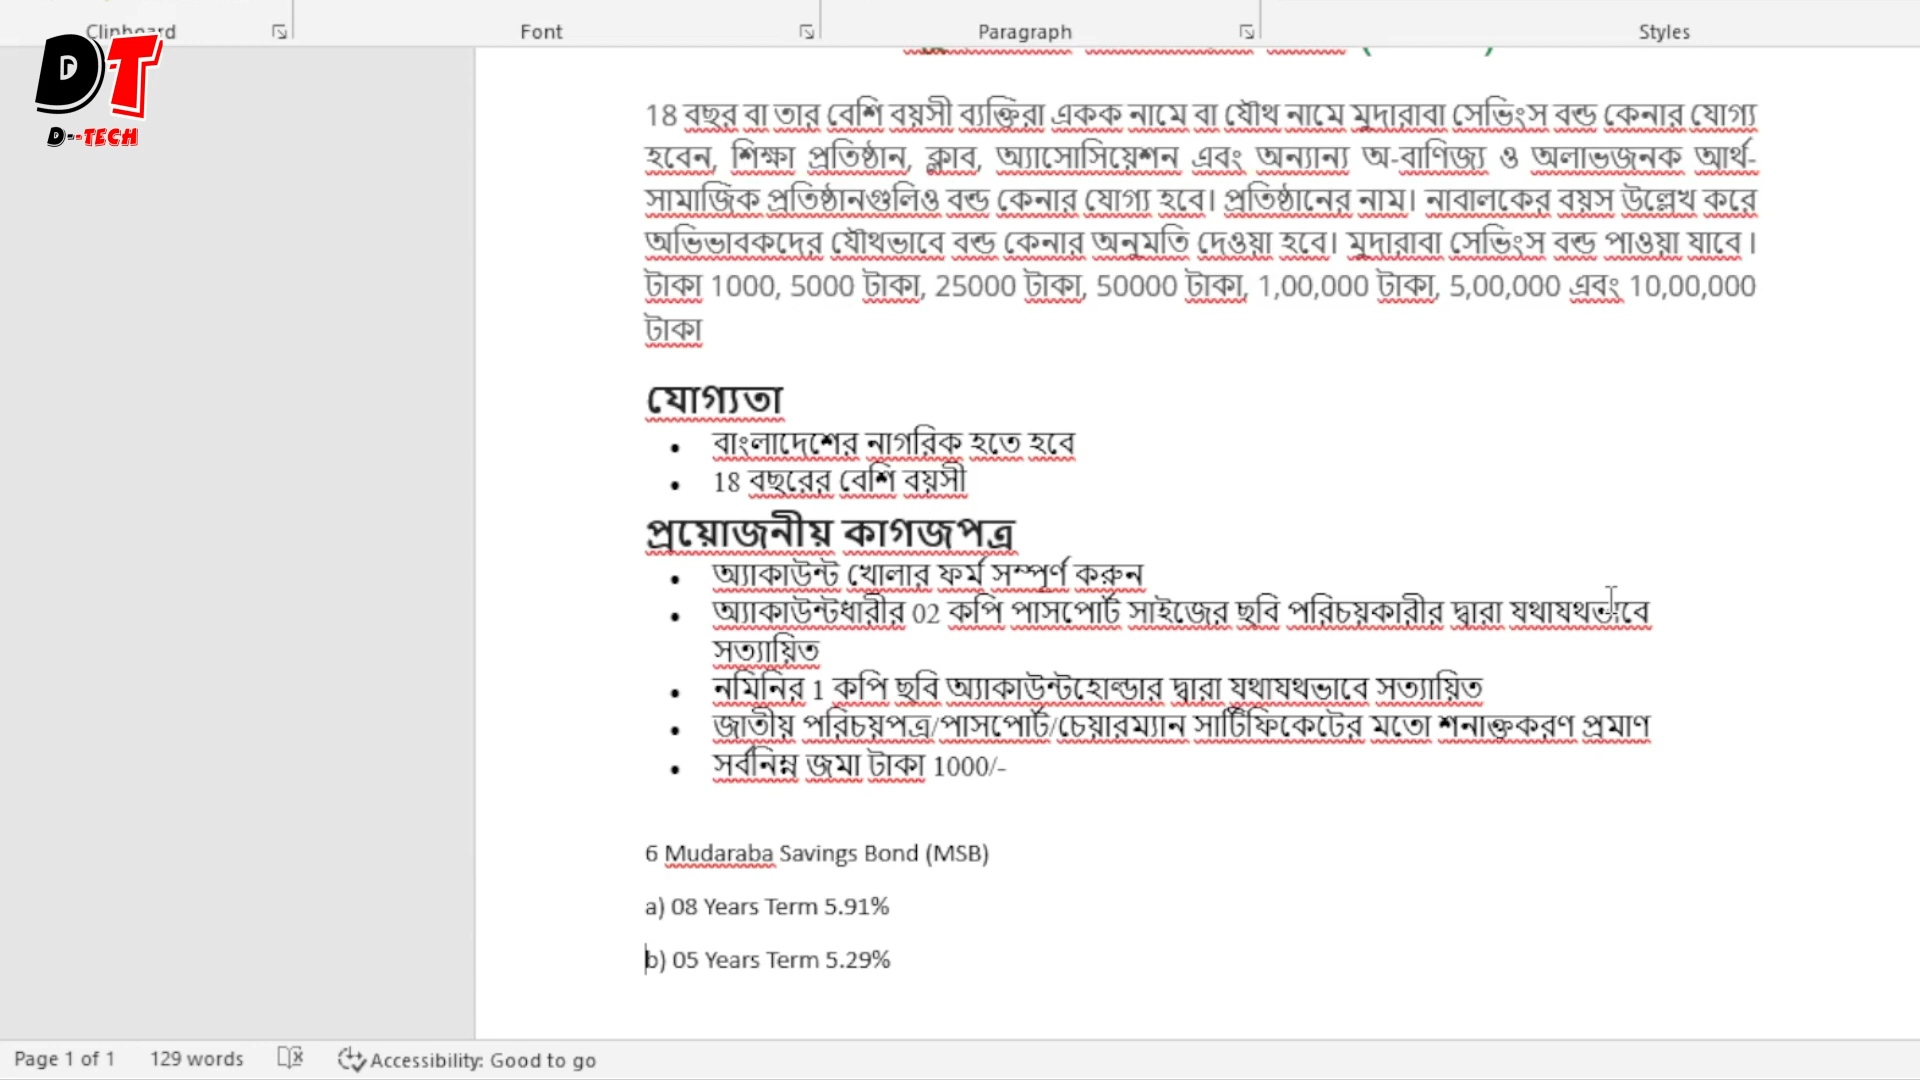 Clipboard Font Paragraph Styles
DT
D--TECH
18 বছর বা তার বেশি বয়সী ব্যক্তিরা একক নামে বা যৌথ নামে মুদারাবা সেভিংস বন্ড কেনার যোগ্য
হবেন, শিক্ষা প্রতিষ্ঠান, ক্লাব, অ্যাসোসিয়েশন এবং অন্যান্য অ-বাণিজ্য ও অলাভজনক আর্থ-
সামাজিক প্রতিষ্ঠানগুলিও বন্ড কেনার যোগ্য হবে। প্রতিষ্ঠানের নাম। নাবালকের বয়স উল্লেখ করে
অভিভাবকদের যৌথভাবে বন্ড কেনার অনুমতি দেওয়া হবে। মুদারাবা সেভিংস বন্ড পাওয়া যাবে।
টাকা 1000, 5000 টাকা, 25000 টাকা, 50000 টাকা, 1,00,000 টাকা, 5,00,000 এবং 10,00,000
টাকা
যোগ্যতা
• বাংলাদেশের নাগরিক হতে হবে
• 18 বছরের বেশি বয়সী
প্রয়োজনীয় কাগজপত্র
• অ্যাকাউন্ট খোলার ফর্ম সম্পূর্ণ করুন
• অ্যাকাউন্টধারীর 02 কপি পাসপোর্ট সাইজের ছবি পরিচয়কারীর দ্বারা যথাযথভাবে
সত্যায়িত
• নমিনির 1 কপি ছবি অ্যাকাউন্টহোল্ডার দ্বারা যথাযথভাবে সত্যায়িত
• জাতীয় পরিচয়পত্র/পাসপোর্ট/চেয়ারম্যান সার্টিফিকেটের মতো শনাক্তকরণ প্রমাণ
• সর্বনিম্ন জমা টাকা 1000/-
6 Mudaraba Savings Bond (MSB)
a) 08 Years Term 5.91%
b) 05 Years Term 5.29%
Page 1 of 1 129 words Accessibility: Good to go